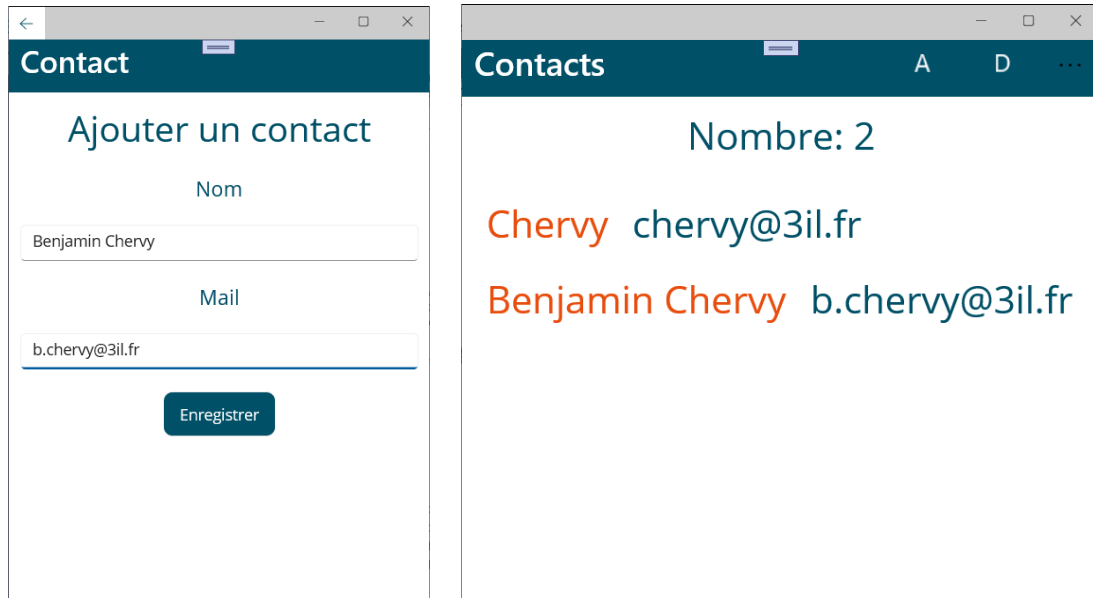 Contact
Ajouter un contact
Nom
Benjamin Chervy
Mail
b.chervy@3il.fr
Enregistrer
Contacts A D ...
Nombre: 2
Chervy chervy@3il.fr
Benjamin Chervy b.chervy@3il.fr